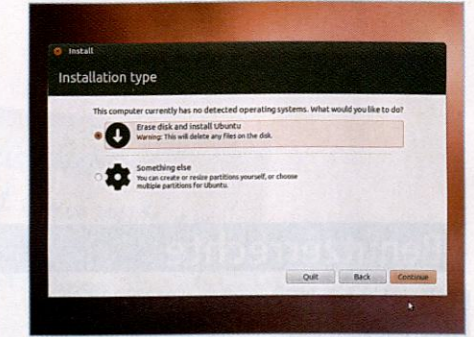 Install
Installation type
This computer currently has no detected operating systems. What would you like to do?
Erase disk and install Ubuntu
Warning: This will delete any files on the disk.
Something else
You can create or resize partitions yourself, or choose
multiple partitions for Ubuntu.
Quit
Back
Continue